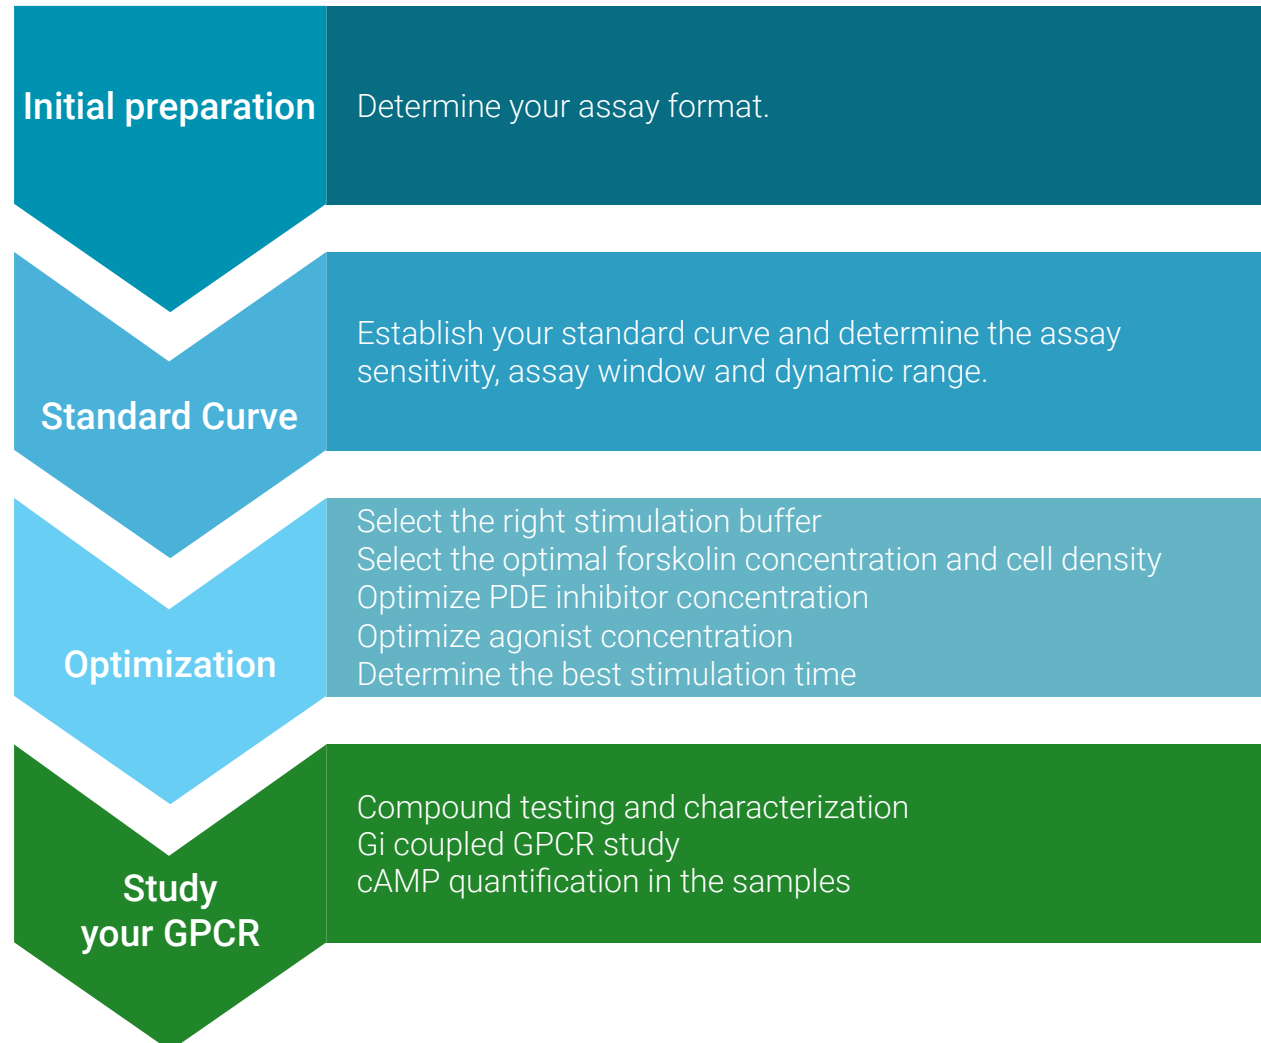 Initial preparation
Determine your assay format.
Standard Curve
Establish your standard curve and determine the assay
sensitivity, assay window and dynamic range.
Optimization
Select the right stimulation buffer
Select the optimal forskolin concentration and cell density
Optimize PDE inhibitor concentration
Optimize agonist concentration
Determine the best stimulation time
Study
your GPCR
Compound testing and characterization
Gi coupled GPCR study
cAMP quantification in the samples